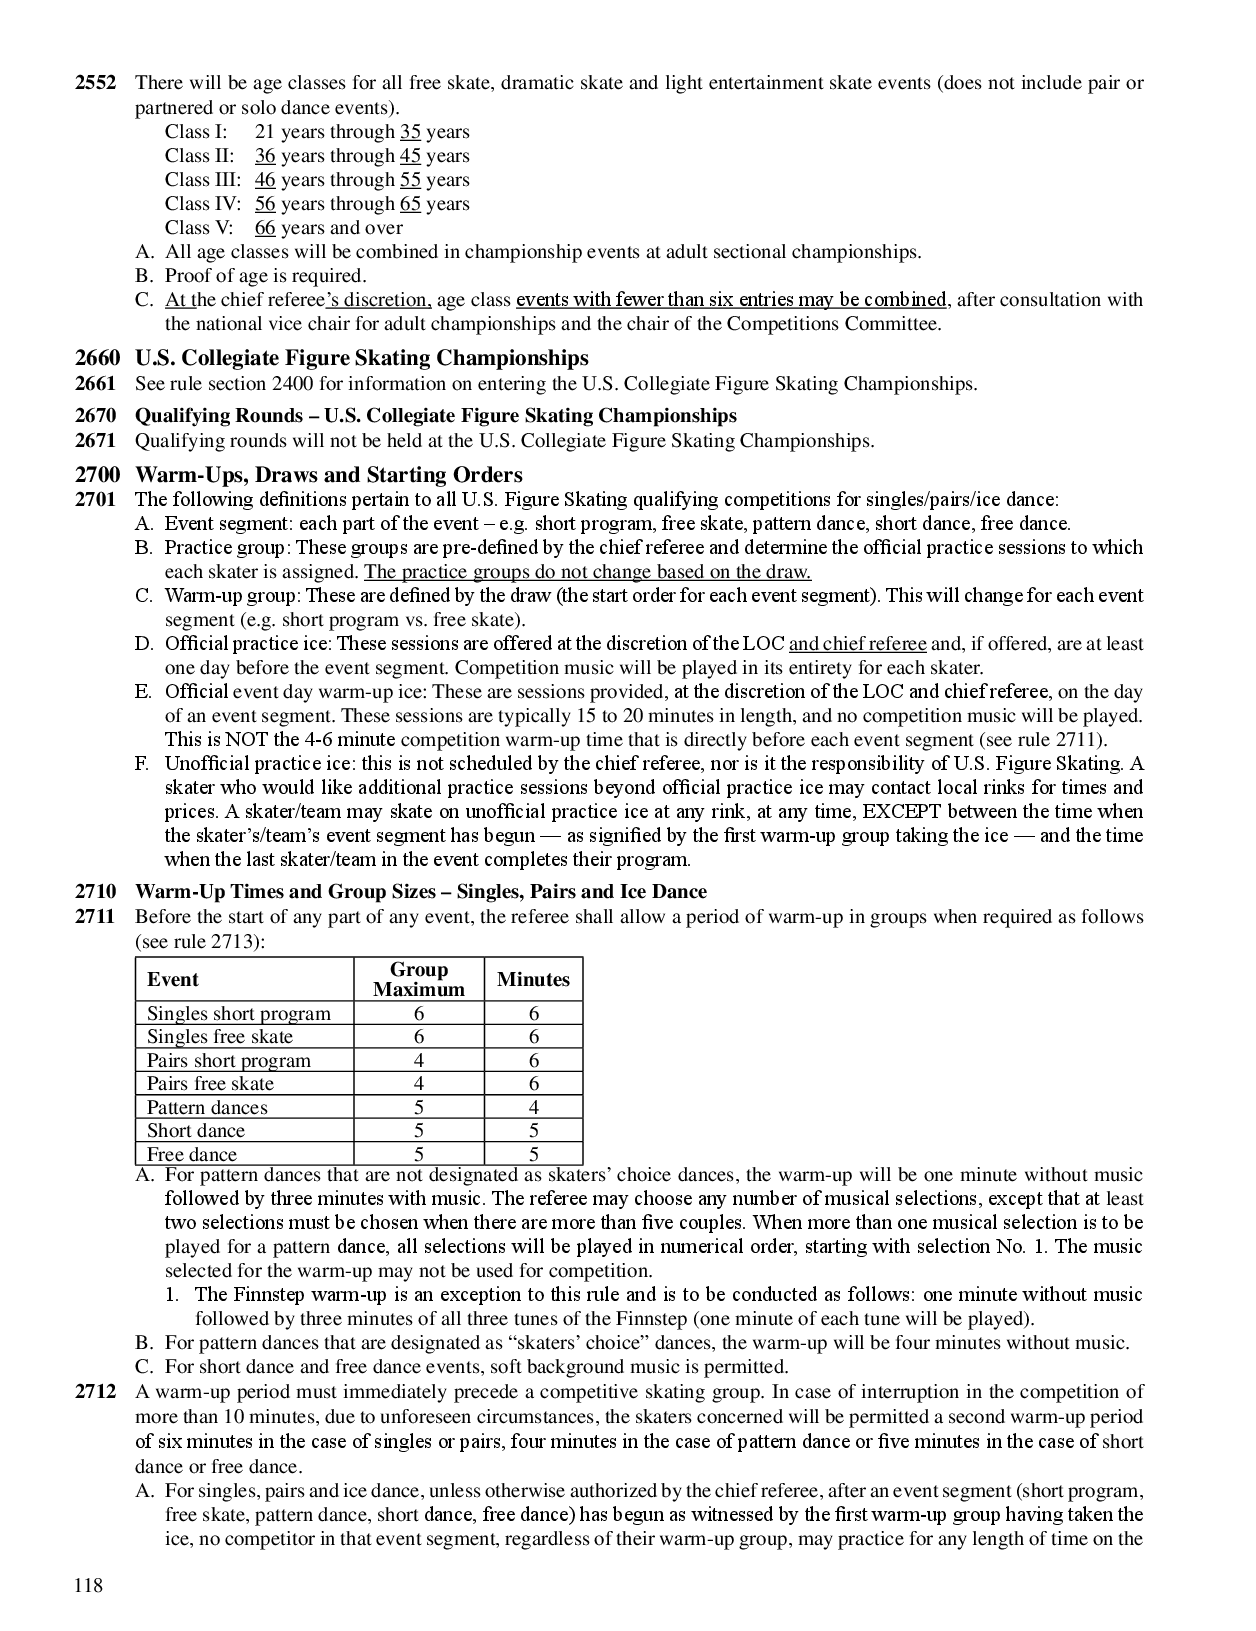 2552 There will be age classes for all free skate, dramatic skate and light entertainment skate events (does not include pair or
partnered or solo dance events).
Class I: 21 years through 35 years
Class II: 36 years through 45 years
Class III: 46 years through 55 years
Class IV: 56 years through 65 years
Class V: 66 years and over
A. All age classes will be combined in championship events at adult sectional championships.
B. Proof of age is required.
C. At the chief referee's discretion, age class events with fewer than six entries may be combined, after consultation with
the national vice chair for adult championships and the chair of the Competitions Committee.
2660 U.S. Collegiate Figure Skating Championships
2661 See rule section 2400 for information on entering the U.S. Collegiate Figure Skating Championships.
2670 Qualifying Rounds – U.S. Collegiate Figure Skating Championships
2671 Qualifying rounds will not be held at the U.S. Collegiate Figure Skating Championships.
2700 Warm-Ups, Draws and Starting Orders
2701 The following definitions pertain to all U.S. Figure Skating qualifying competitions for singles/pairs/ice dance:
A. Event segment: each part of the event – e.g. short program, free skate, pattern dance, short dance, free dance.
B. Practice group: These groups are pre-defined by the chief referee and determine the official practice sessions to which
each skater is assigned. The practice groups do not change based on the draw.
C. Warm-up group: These are defined by the draw (the start order for each event segment). This will change for each event
segment (e.g. short program vs. free skate).
D. Official practice ice: These sessions are offered at the discretion of the LOC and chief referee and, if offered, are at least
one day before the event segment. Competition music will be played in its entirety for each skater.
E. Official event day warm-up ice: These are sessions provided, at the discretion of the LOC and chief referee, on the day
of an event segment. These sessions are typically 15 to 20 minutes in length, and no competition music will be played.
This is NOT the 4-6 minute competition warm-up time that is directly before each event segment (see rule 2711).
F. Unofficial practice ice: this is not scheduled by the chief referee, nor is it the responsibility of U.S. Figure Skating. A
skater who would like additional practice sessions beyond official practice ice may contact local rinks for times and
prices. A skater/team may skate on unofficial practice ice at any rink, at any time, EXCEPT between the time when
the skater's/team's event segment has begun — as signified by the first warm-up group taking the ice — and the time
when the last skater/team in the event completes their program.
2710 Warm-Up Times and Group Sizes – Singles, Pairs and Ice Dance
2711 Before the start of any part of any event, the referee shall allow a period of warm-up in groups when required as follows
(see rule 2713):
Event Group Maximum Minutes
Singles short program 6 6
Singles free skate 6 6
Pairs short program 4 6
Pairs free skate 4 6
Pattern dances 5 4
Short dance 5 5
Free dance 5 5
A. For pattern dances that are not designated as skaters' choice dances, the warm-up will be one minute without music
followed by three minutes with music. The referee may choose any number of musical selections, except that at least
two selections must be chosen when there are more than five couples. When more than one musical selection is to be
played for a pattern dance, all selections will be played in numerical order, starting with selection No. 1. The music
selected for the warm-up may not be used for competition.
1. The Finnstep warm-up is an exception to this rule and is to be conducted as follows: one minute without music
followed by three minutes of all three tunes of the Finnstep (one minute of each tune will be played).
B. For pattern dances that are designated as “skaters' choice” dances, the warm-up will be four minutes without music.
C. For short dance and free dance events, soft background music is permitted.
2712 A warm-up period must immediately precede a competitive skating group. In case of interruption in the competition of
more than 10 minutes, due to unforeseen circumstances, the skaters concerned will be permitted a second warm-up period
of six minutes in the case of singles or pairs, four minutes in the case of pattern dance or five minutes in the case of short
dance or free dance.
A. For singles, pairs and ice dance, unless otherwise authorized by the chief referee, after an event segment (short program,
free skate, pattern dance, short dance, free dance) has begun as witnessed by the first warm-up group having taken the
ice, no competitor in that event segment, regardless of their warm-up group, may practice for any length of time on the
118